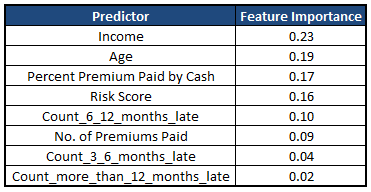 Predictor Feature Importance
Income 0.23
Age 0.19
Percent Premium Paid by Cash 0.17
Risk Score 0.16
Count_6_12_months_late 0.10
No. of Premiums Paid 0.09
Count_3_6_months_late 0.04
Count_more_than_12_months_late 0.02